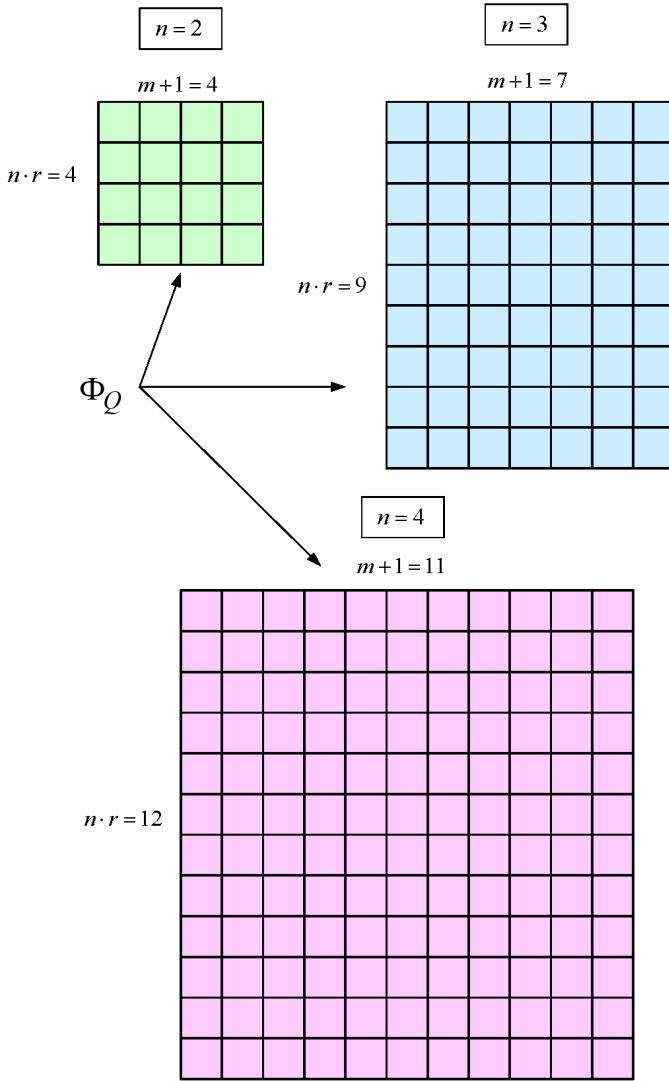 n = 2
n = 3
m + 1 = 4
m + 1 = 7
n · r = 4
n · r = 9
Φ_Q
n = 4
m + 1 = 11
n · r = 12